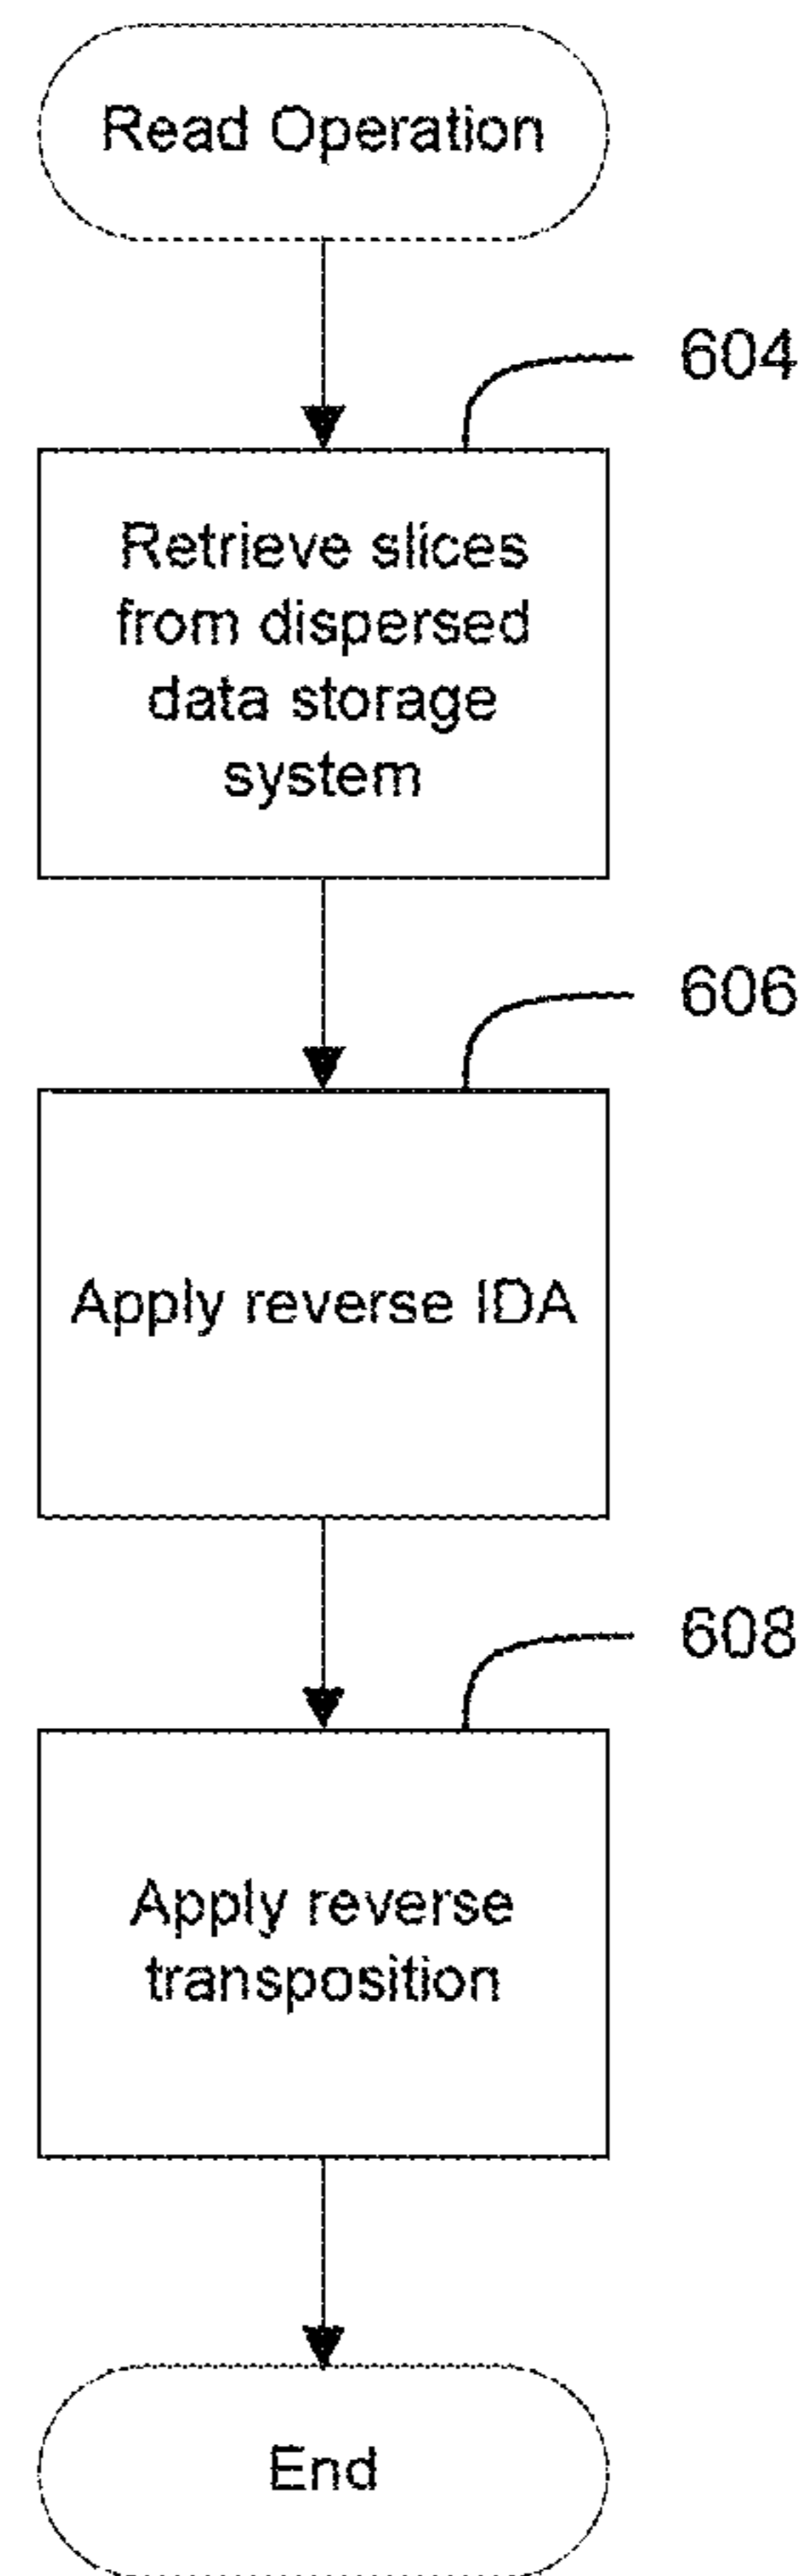 Read Operation
604
Retrieve slices
from dispersed
data storage
system
606
Apply reverse IDA
608
Apply reverse
transposition
End